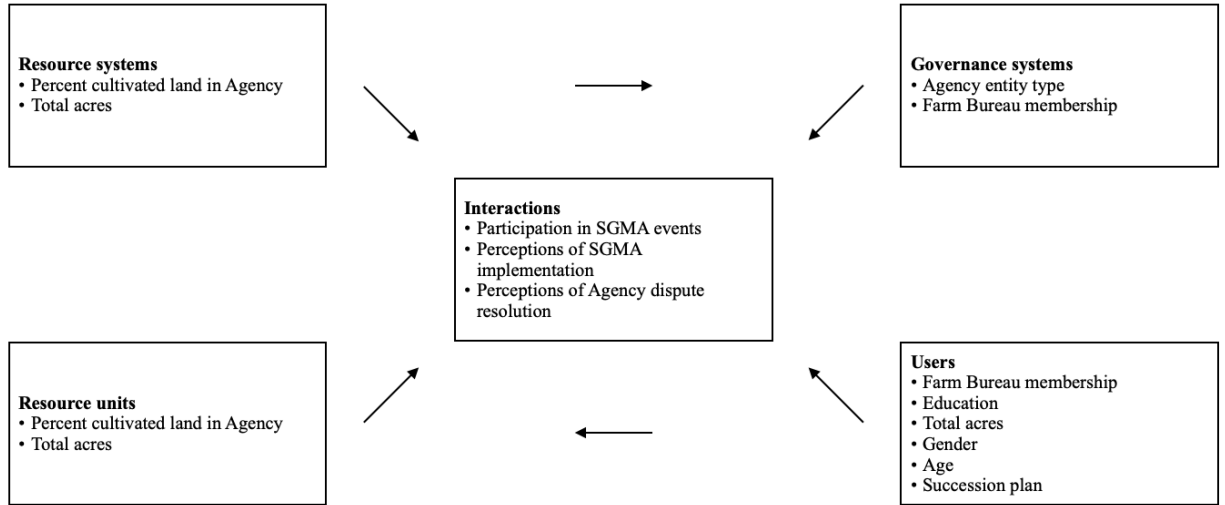 Resource systems
• Percent cultivated land in Agency
• Total acres
Governance systems
• Agency entity type
• Farm Bureau membership
Interactions
• Participation in SGMA events
• Perceptions of SGMA
implementation
• Perceptions of Agency dispute
resolution
Resource units
• Percent cultivated land in Agency
• Total acres
Users
• Farm Bureau membership
• Education
• Total acres
• Gender
• Age
• Succession plan